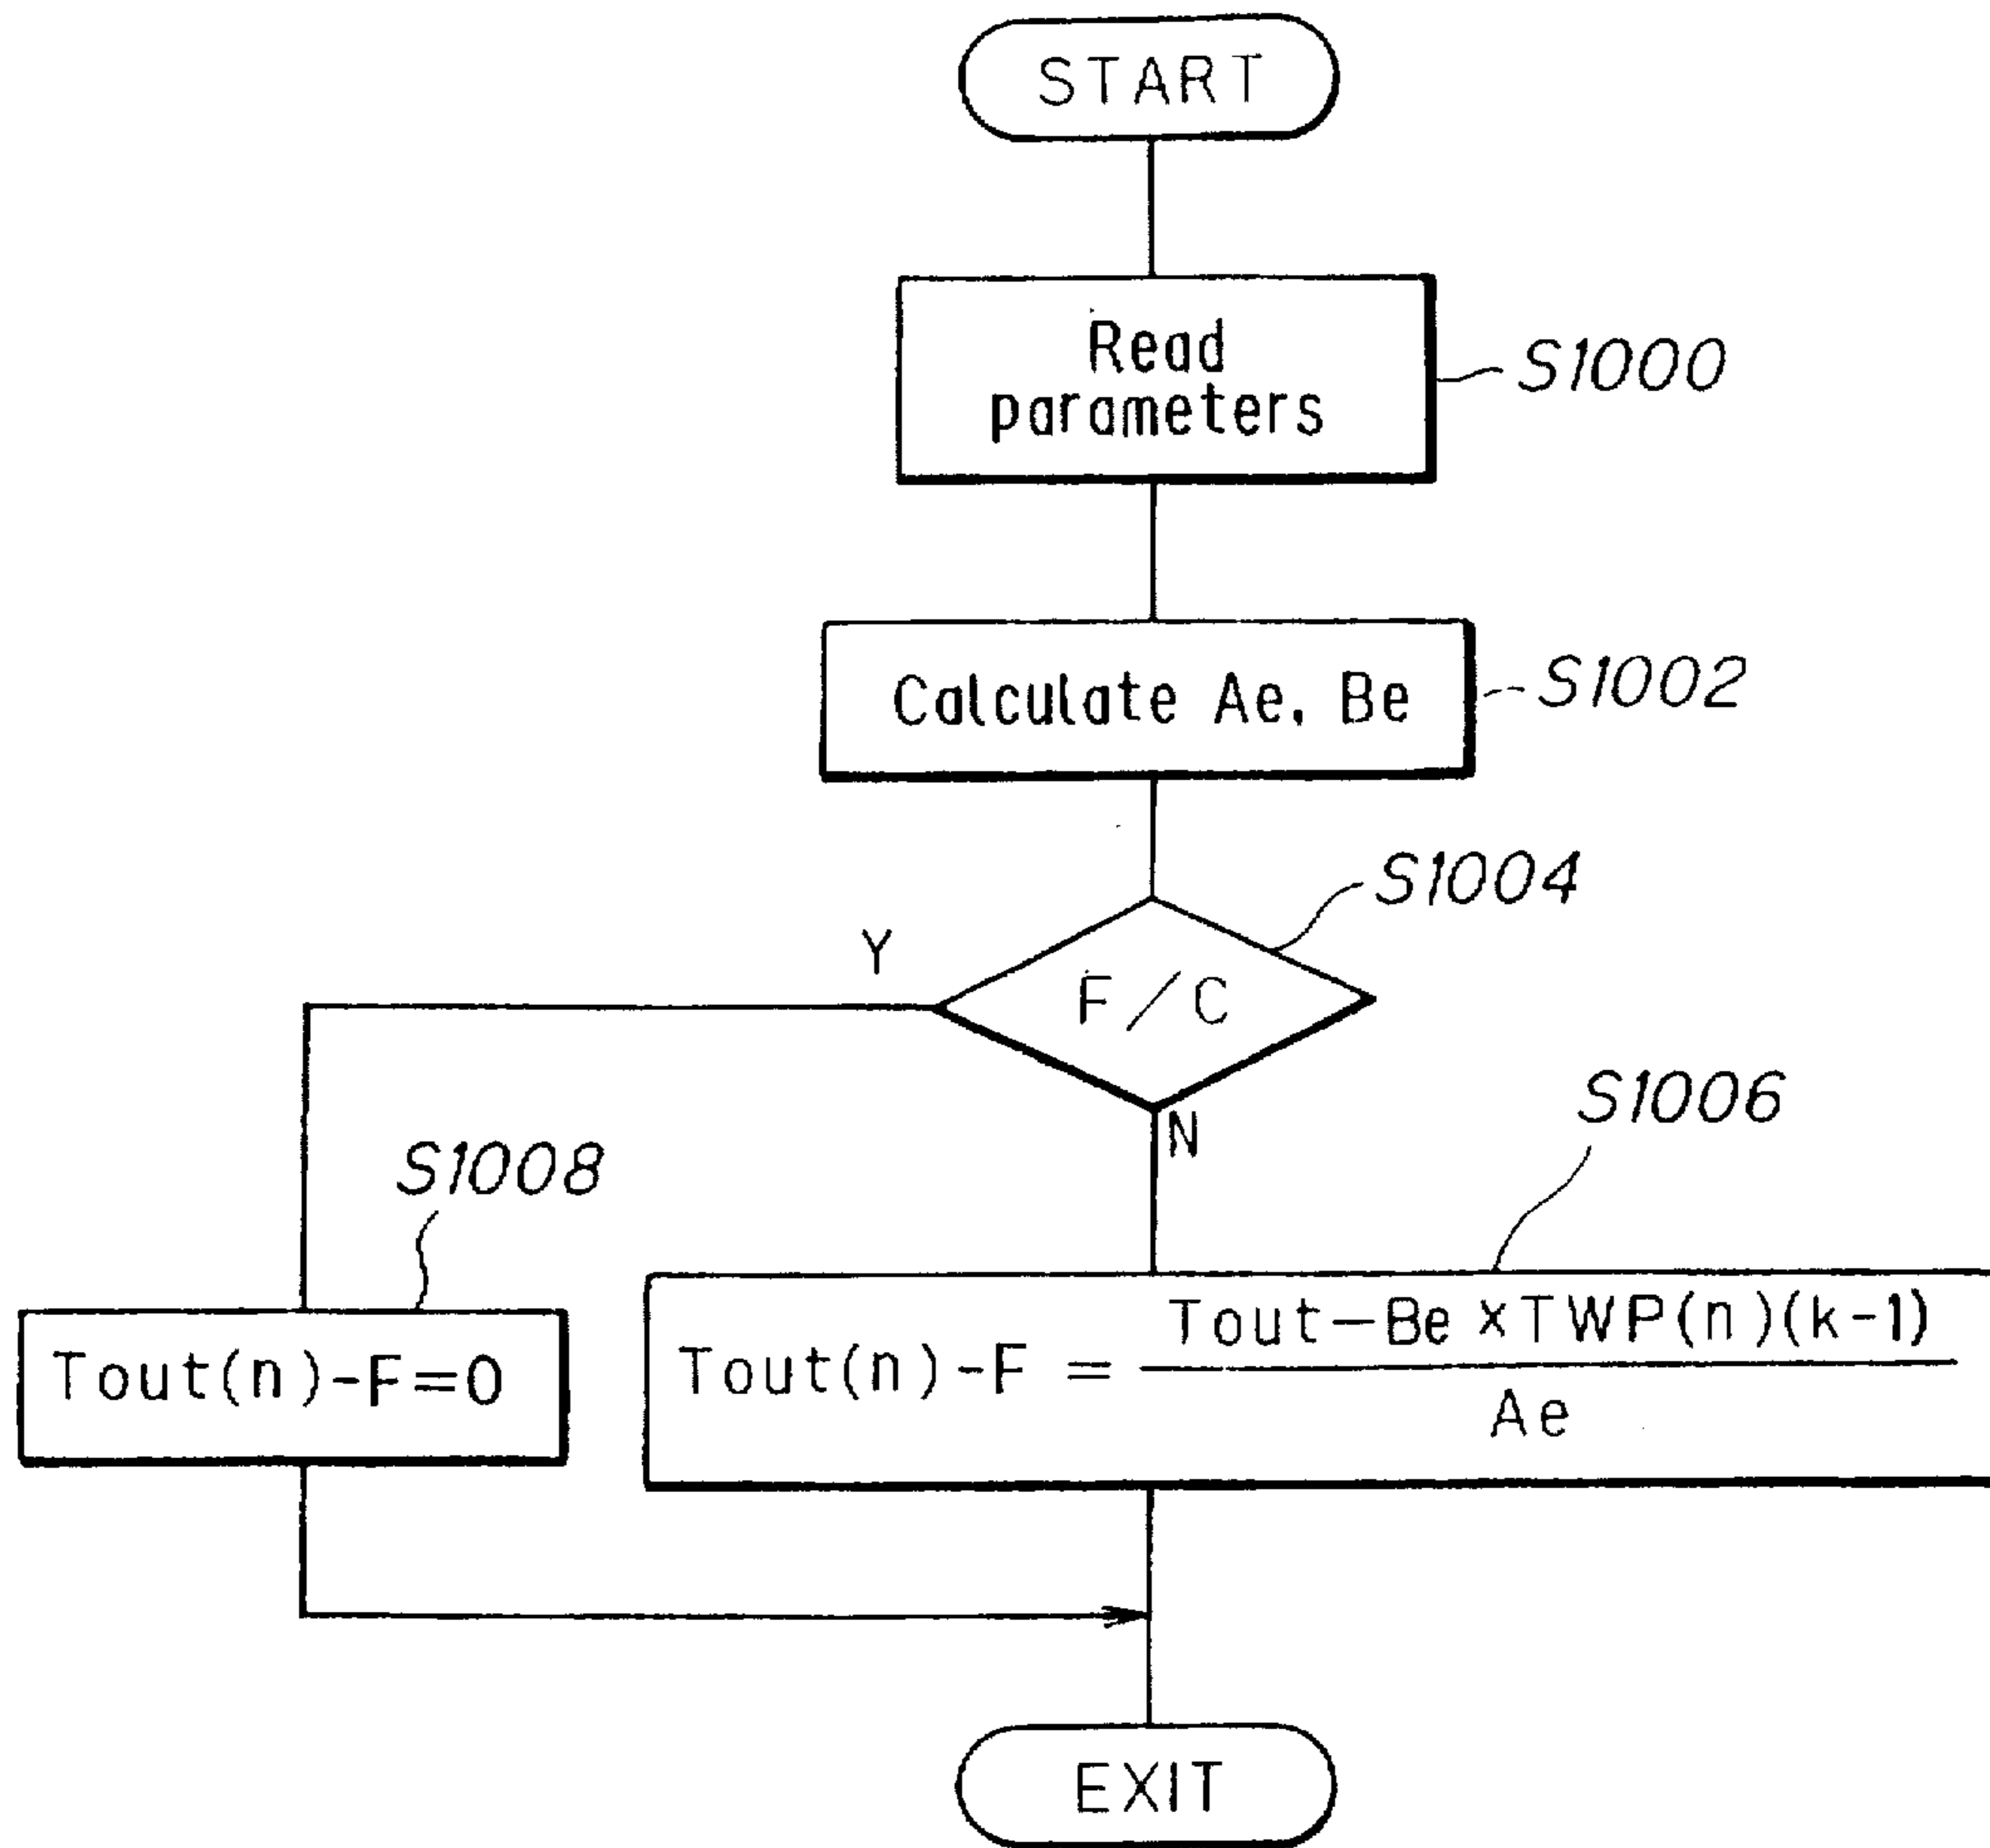 START
Read
parameters
S1000
Calculate Ae, Be
S1002
S1004
Y
F/C
N
S1006
S1008
Tout(n)-F=0
Tout(n)-F = Tout-Be×TWP(n)(k-1)
Ae
EXIT